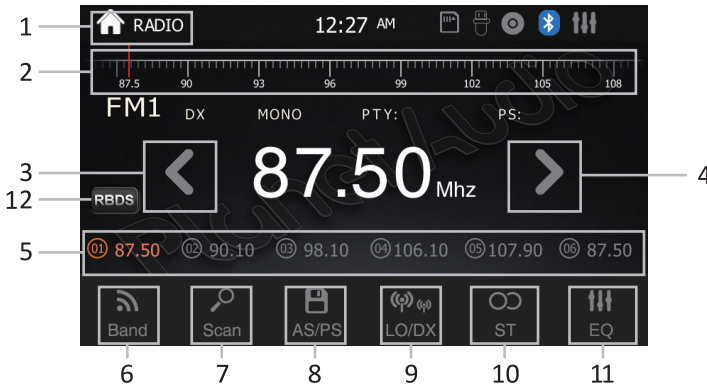 1 RADIO 12:27 AM
2
87.5 90 93 96 99 102 105 108
FM1 DX MONO PTY: PS:
3 87.50 Mhz 4
12 RBDS
PlanetAudio
5 01 87.50 02 90.10 03 98.10 04 106.10 05 107.90 06 87.50
Band Scan AS/PS LO/DX ST EQ
6 7 8 9 10 11